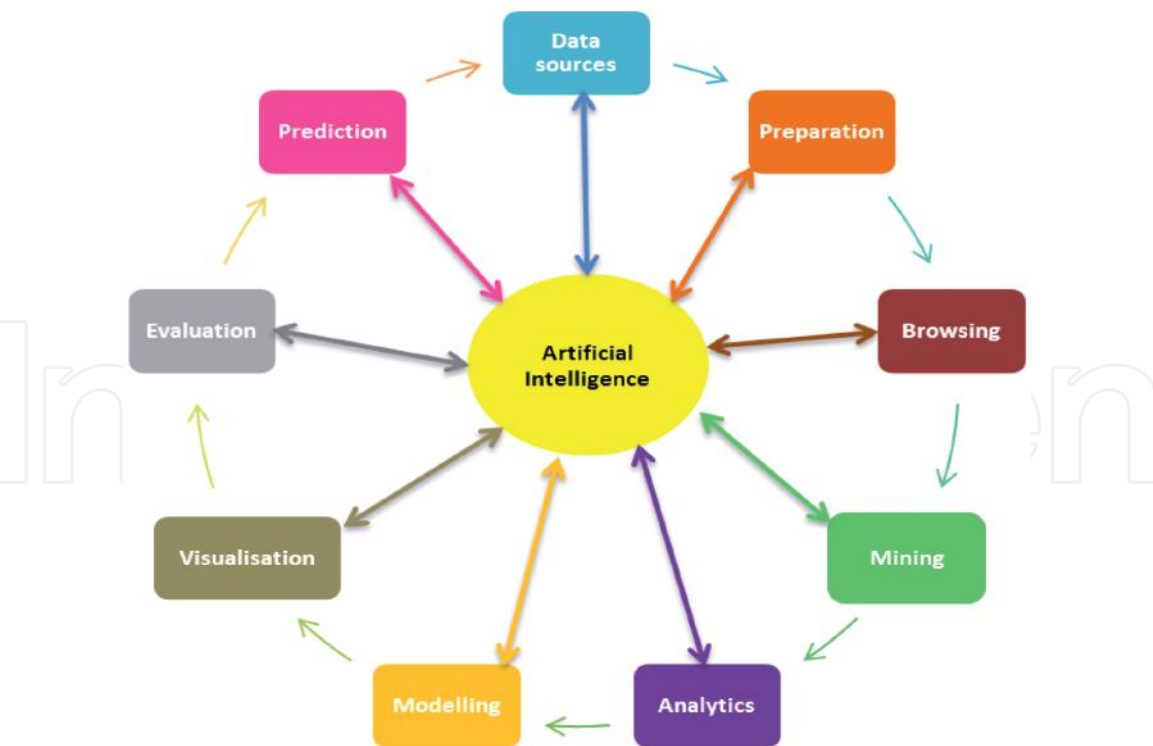 Data
sources
Preparation
Browsing
Mining
Analytics
Modelling
Visualisation
Evaluation
Prediction
Artificial
Intelligence